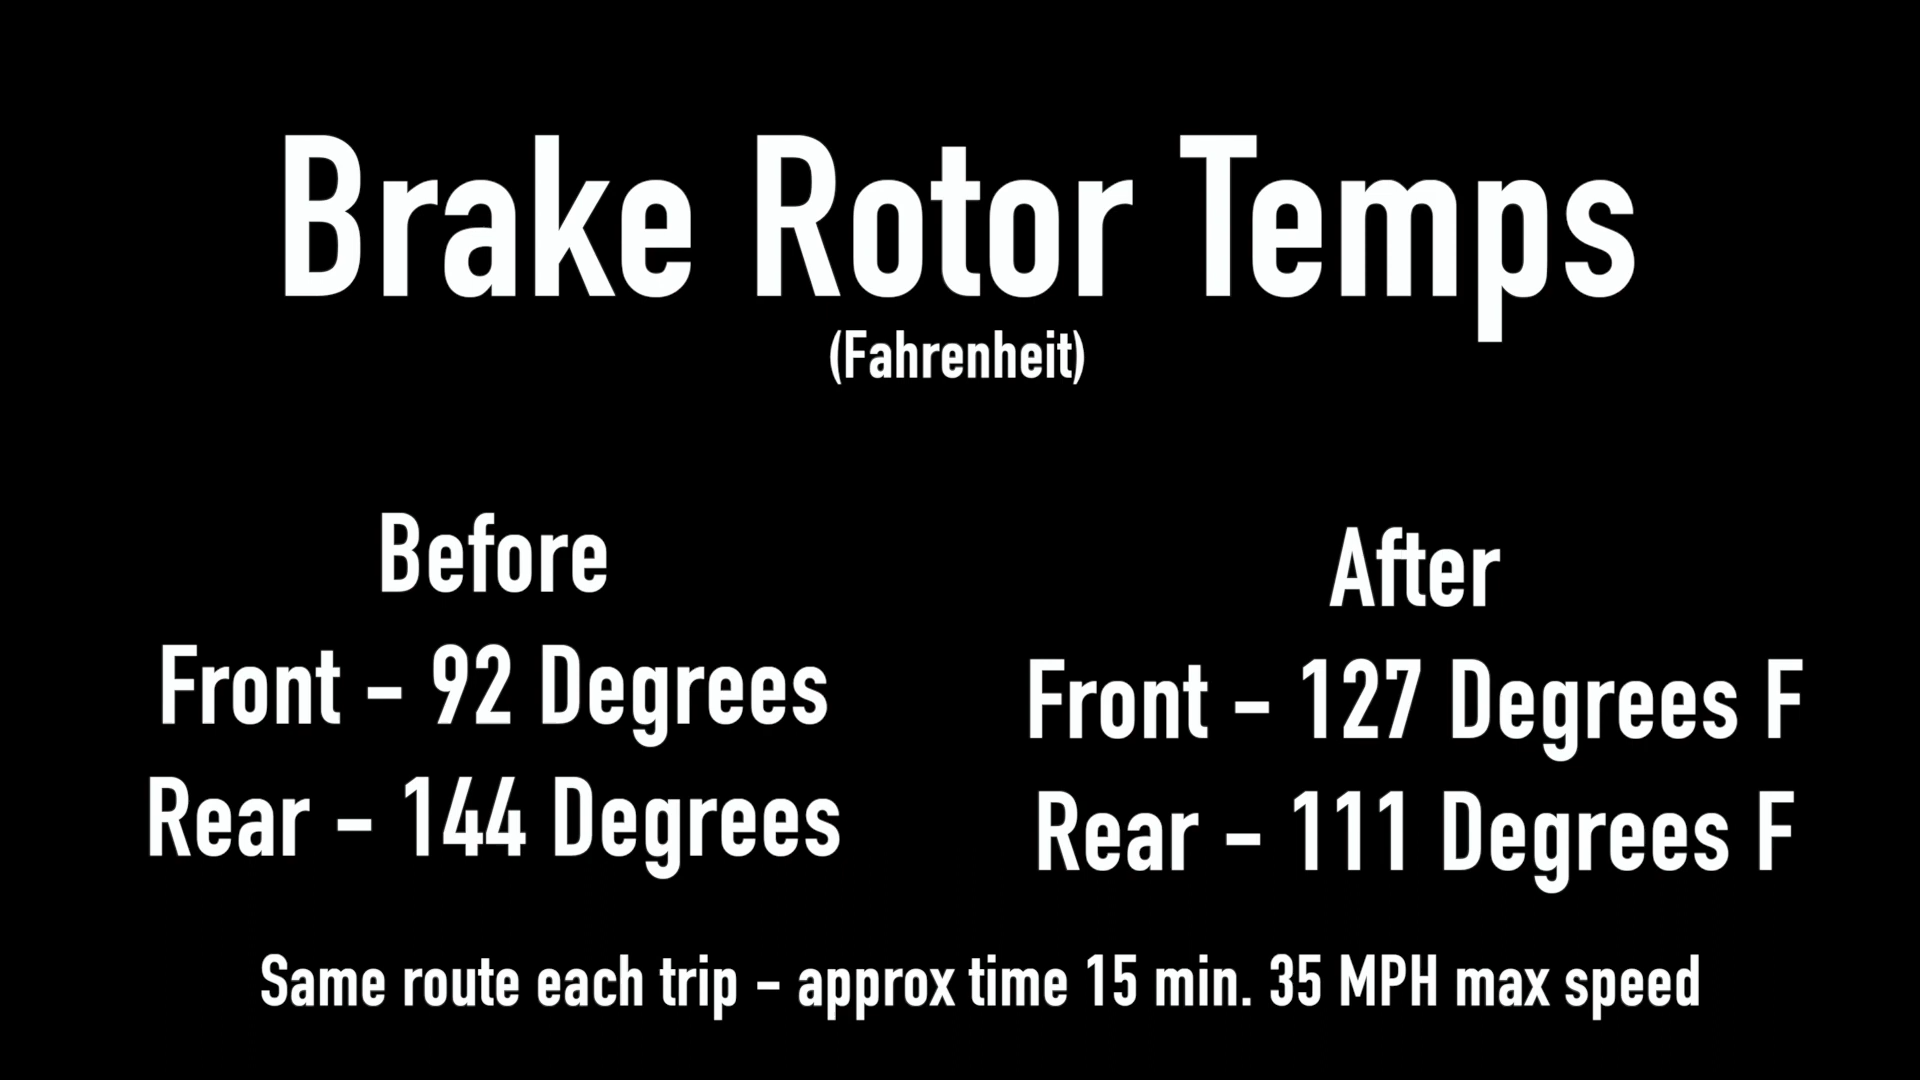 Brake Rotor Temps
(Fahrenheit)
Before
Front - 92 Degrees
Rear - 144 Degrees
After
Front - 127 Degrees F
Rear - 111 Degrees F
Same route each trip - approx time 15 min. 35 MPH max speed